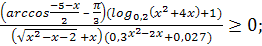 ((arccos (-5-x)/2 - π/3)(log_{0,2}(x²+4x)+1)) / ((√(x²-x-2)+x)(0,3^{x²-2x}+0,027)) ≥ 0;